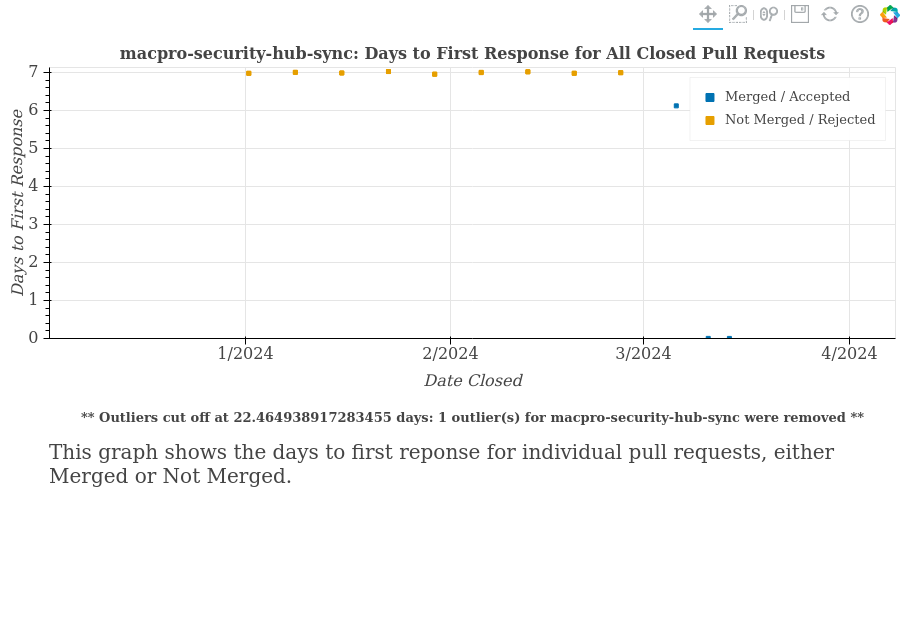 macpro-security-hub-sync: Days to First Response for All Closed Pull Requests
7
6
5
4
3
2
1
0
Days to First Response
Merged / Accepted
Not Merged / Rejected
1/2024
2/2024
3/2024
4/2024
Date Closed
** Outliers cut off at 22.464938917283455 days: 1 outlier(s) for macpro-security-hub-sync were removed **
This graph shows the days to first reponse for individual pull requests, either
Merged or Not Merged.